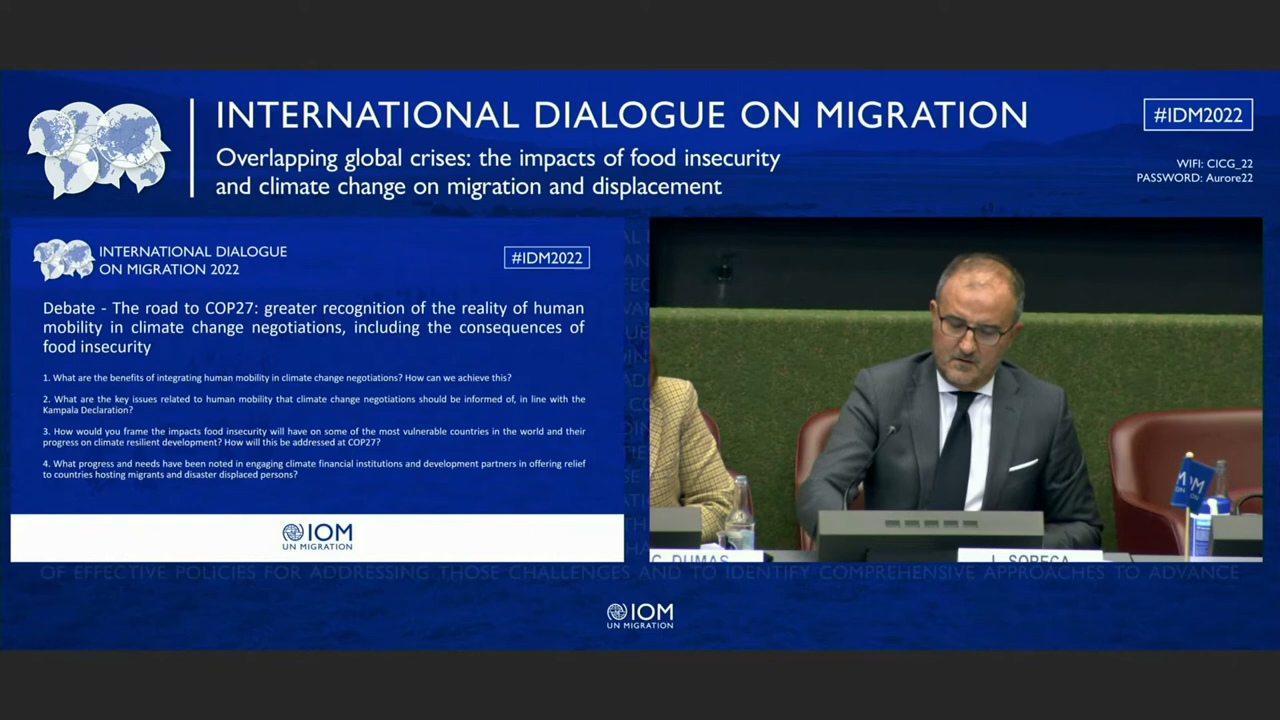 INTERNATIONAL DIALOGUE ON MIGRATION
Overlapping global crises: the impacts of food insecurity
and climate change on migration and displacement
#IDM2022
WIFI: CICG_22
PASSWORD: Aurore22
INTERNATIONAL DIALOGUE
ON MIGRATION 2022
#IDM2022
Debate - The road to COP27: greater recognition of the reality of human
mobility in climate change negotiations, including the consequences of
food insecurity
1. What are the benefits of integrating human mobility in climate change negotiations? How can we achieve this?
2. What are the key issues related to human mobility that climate change negotiations should be informed of, in line with the
Kampala Declaration?
3. How would you frame the impacts food insecurity will have on some of the most vulnerable countries in the world and their
progress on climate resilient development? How will this be addressed at COP27?
4. What progress and needs have been noted in engaging climate financial institutions and development partners in offering relief
to countries hosting migrants and disaster displaced persons?
IOM
UN MIGRATION
C. DUMAS
OF EFFECTIVE POLICIES FOR ADDRESSING THOSE CHALLENGES AND TO IDENTIFY COMPREHENSIVE APPROACHES TO ADVANCE
IOM
UN MIGRATION